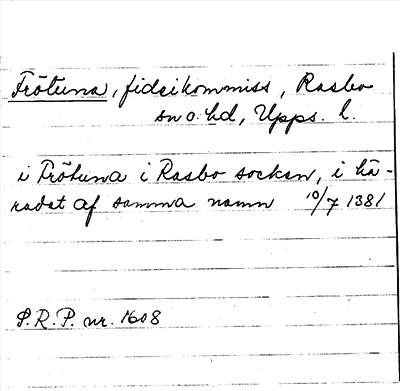 Frötuna, fideikommiss, Rasbo
sn o. hd, Upps. l.
i Frötuna i Rasbo socken, i hä-
radet af samma namn 10/7 1381
S.R.P. nr. 1608